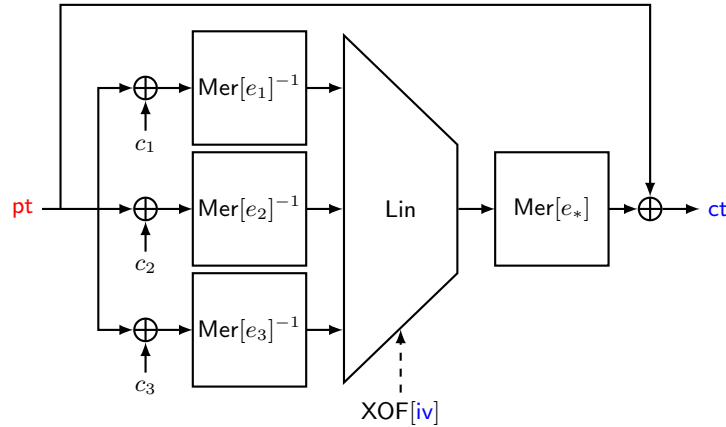 Mer[e₁]⁻¹
c₁
pt
Mer[e₂]⁻¹
Lin
Mer[e∗]
ct
c₂
Mer[e₃]⁻¹
c₃
XOF[iv]